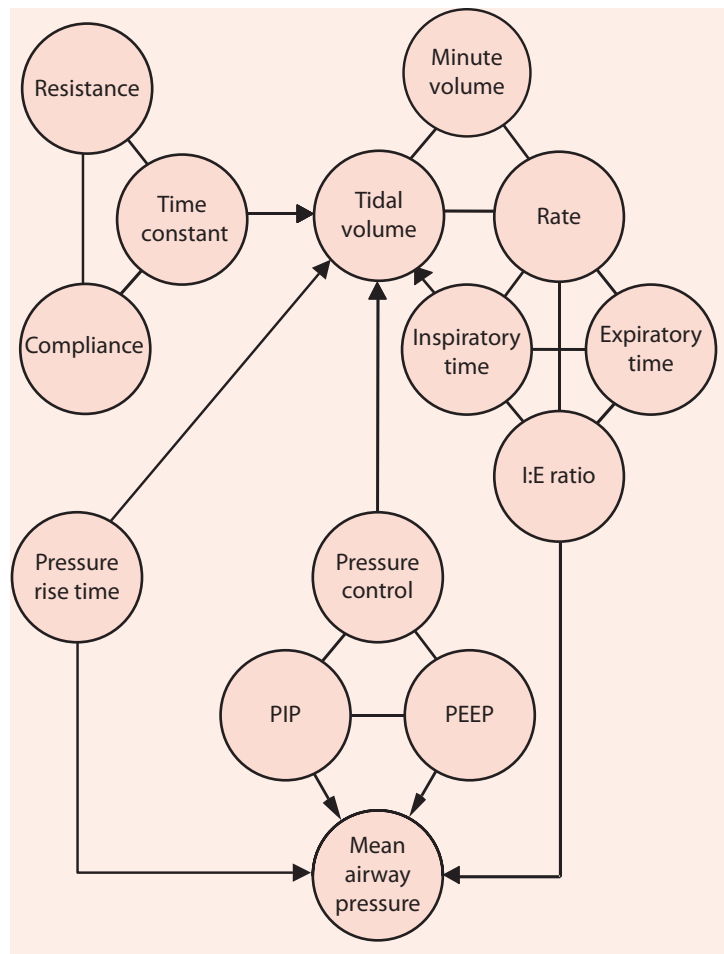 Minute
volume
Resistance
Time
constant
Tidal
volume
Rate
Compliance
Inspiratory
time
Expiratory
time
I:E ratio
Pressure
rise time
Pressure
control
PIP
PEEP
Mean
airway
pressure